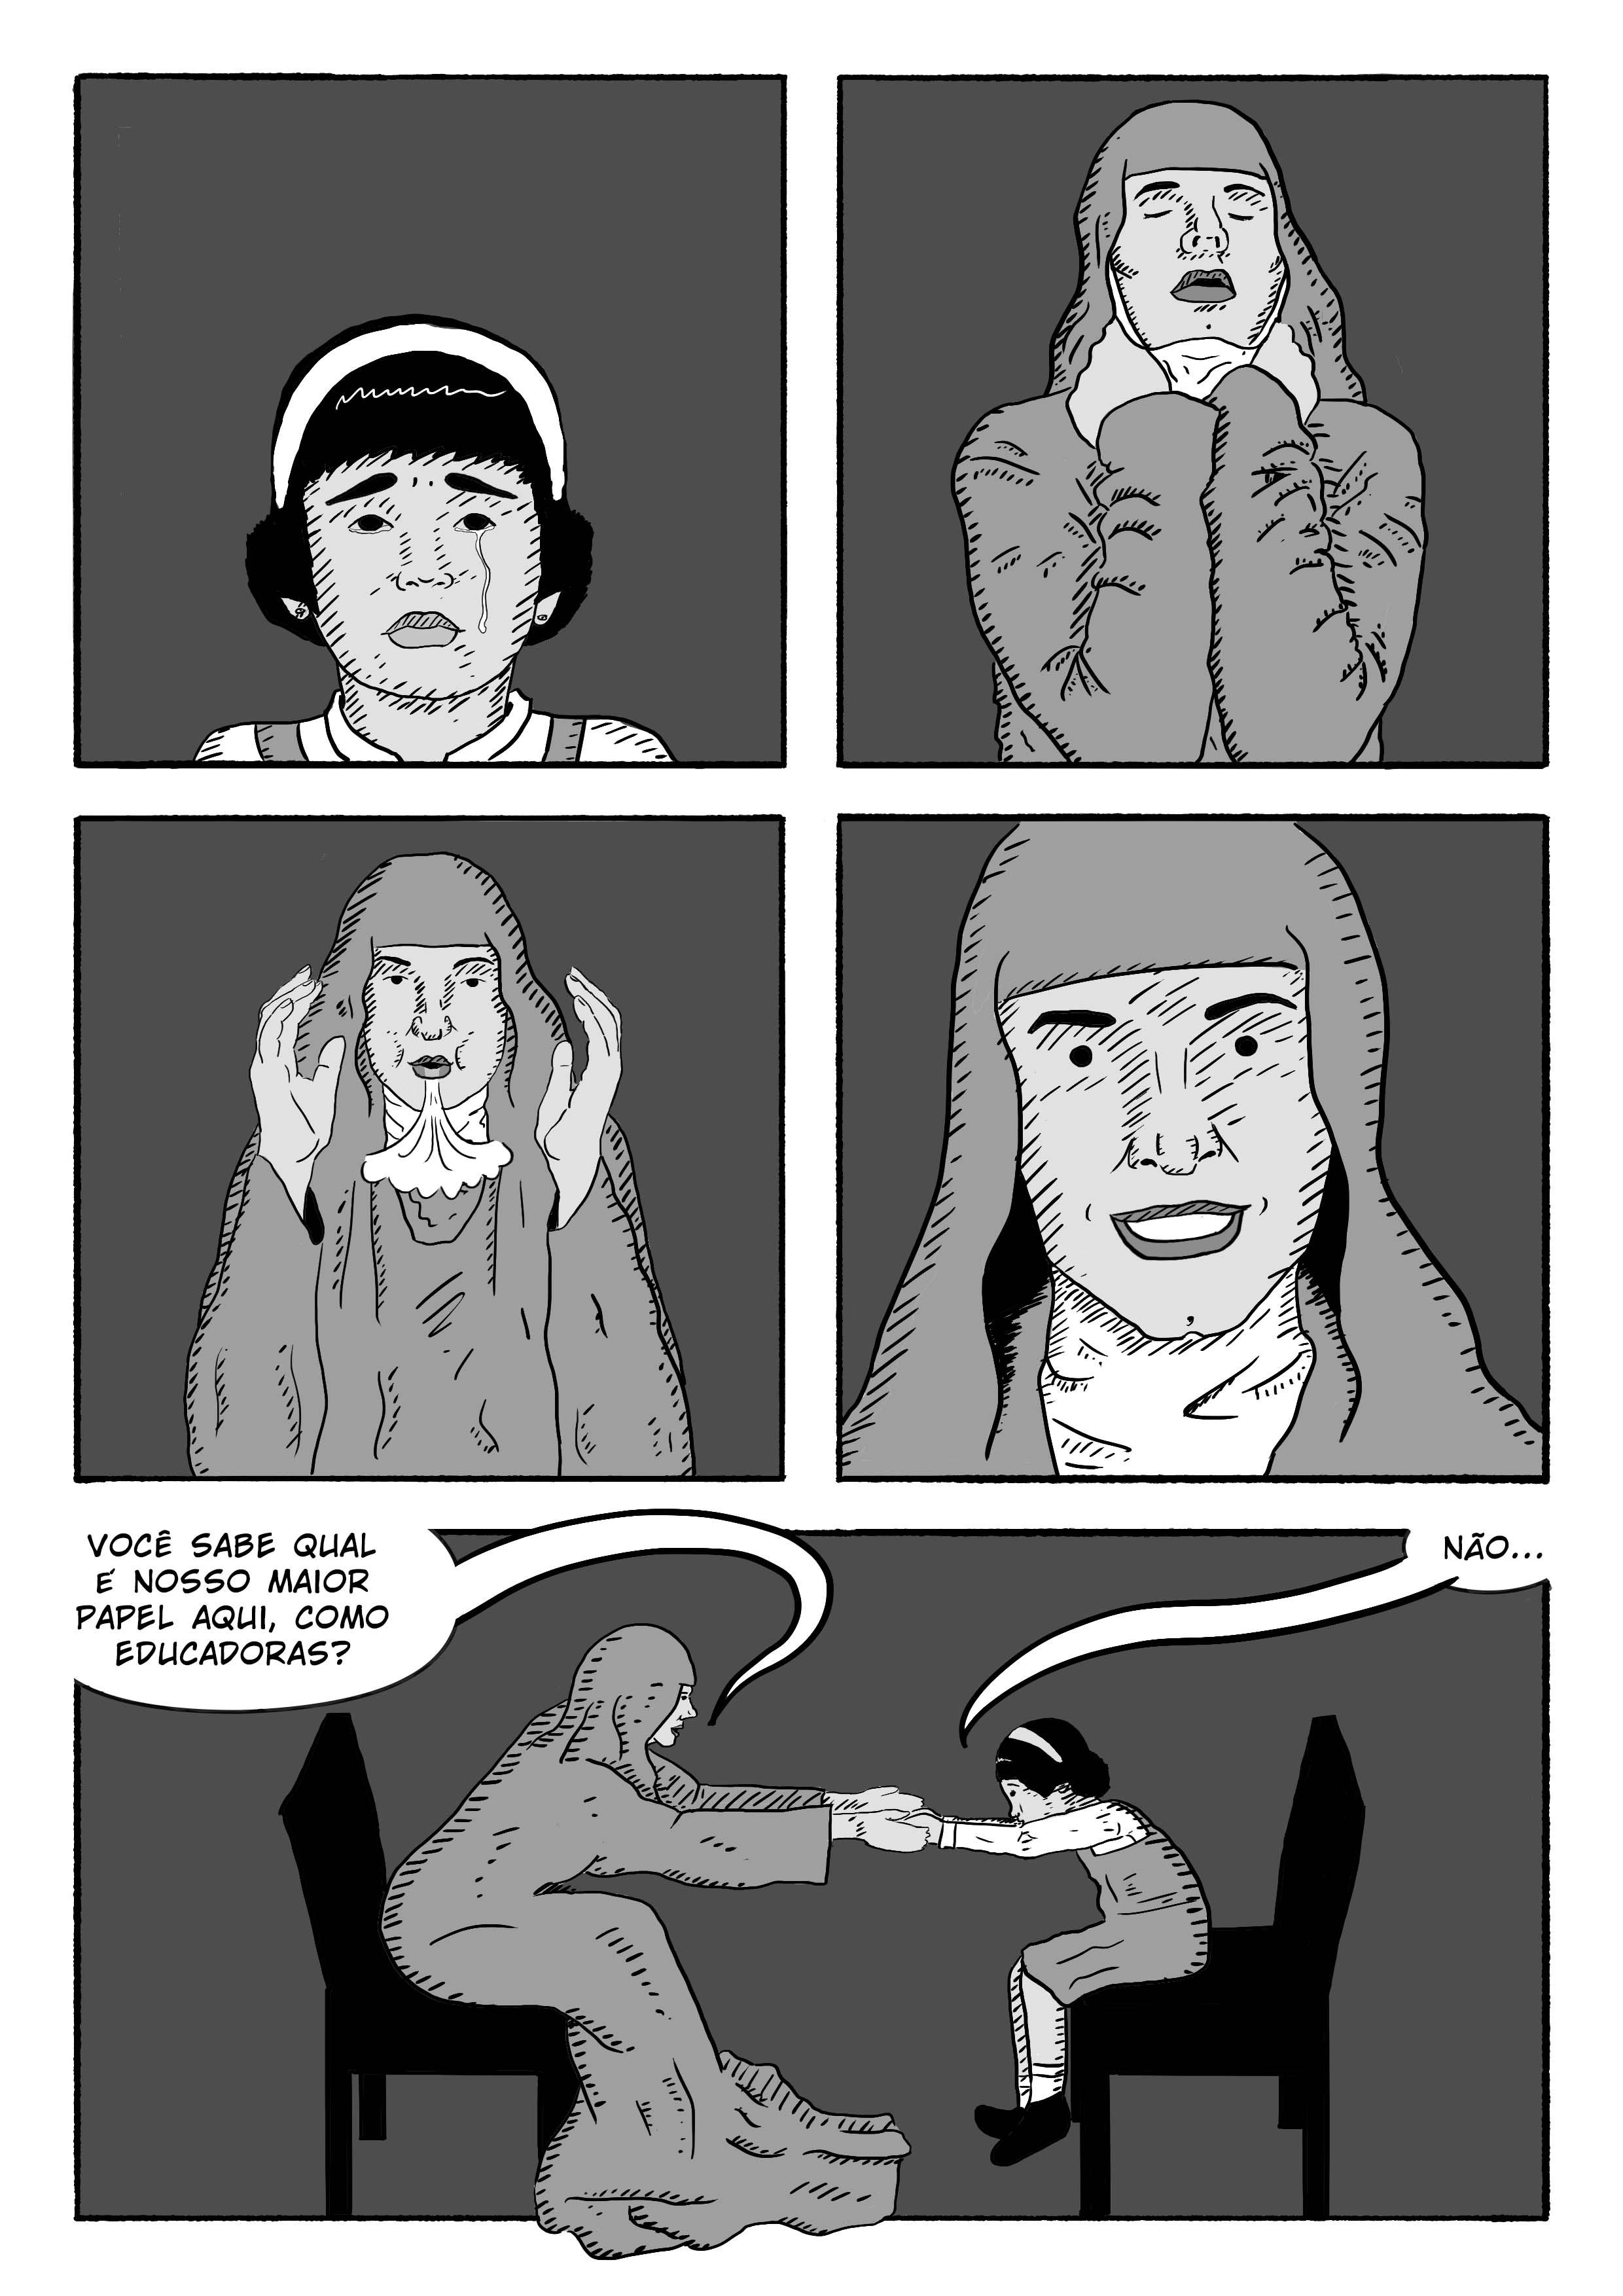 VOCÊ SABE QUAL
É NOSSO MAIOR
PAPEL AQUI, COMO
EDUCADORAS?
NÃO...